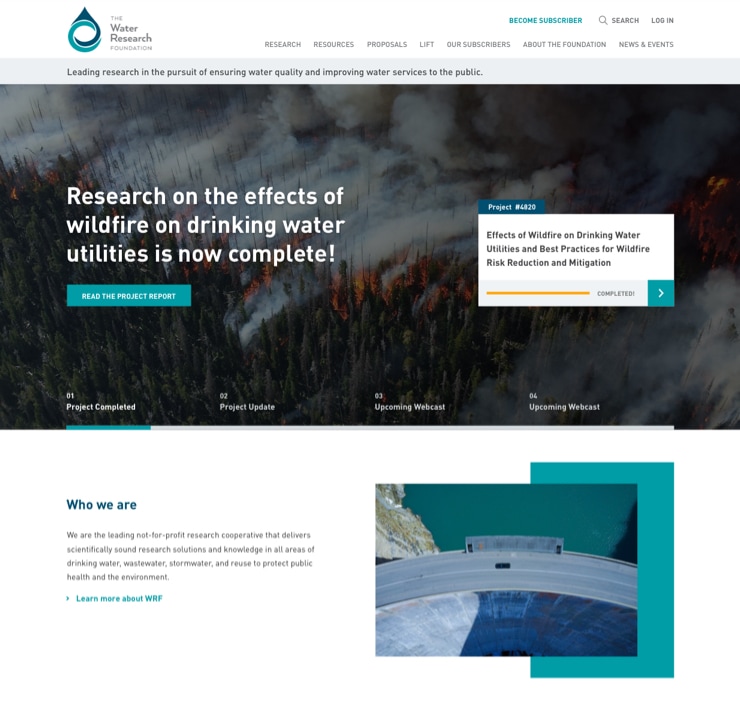 THE
Water
Research
FOUNDATION
BECOME SUBSCRIBER
SEARCH
LOG IN
RESEARCH
RESOURCES
PROPOSALS
LIFT
OUR SUBSCRIBERS
ABOUT THE FOUNDATION
NEWS & EVENTS
Leading research in the pursuit of ensuring water quality and improving water services to the public.
Research on the effects of
wildfire on drinking water
utilities is now complete!
READ THE PROJECT REPORT
Project #4820
Effects of Wildfire on Drinking Water
Utilities and Best Practices for Wildfire
Risk Reduction and Mitigation
COMPLETED!
01
Project Completed
02
Project Update
03
Upcoming Webcast
04
Upcoming Webcast
Who we are
We are the leading not-for-profit research cooperative that delivers
scientifically sound research solutions and knowledge in all areas of
drinking water, wastewater, stormwater, and reuse to protect public
health and the environment.
Learn more about WRF